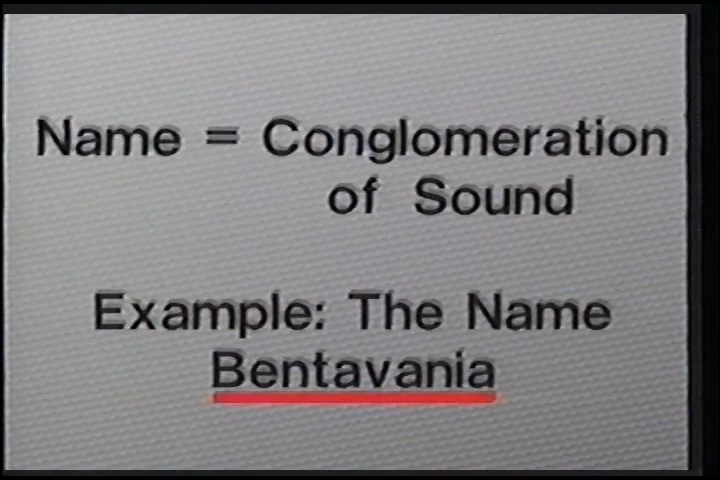 Name = Conglomeration
of Sound
Example: The Name
Bentavania